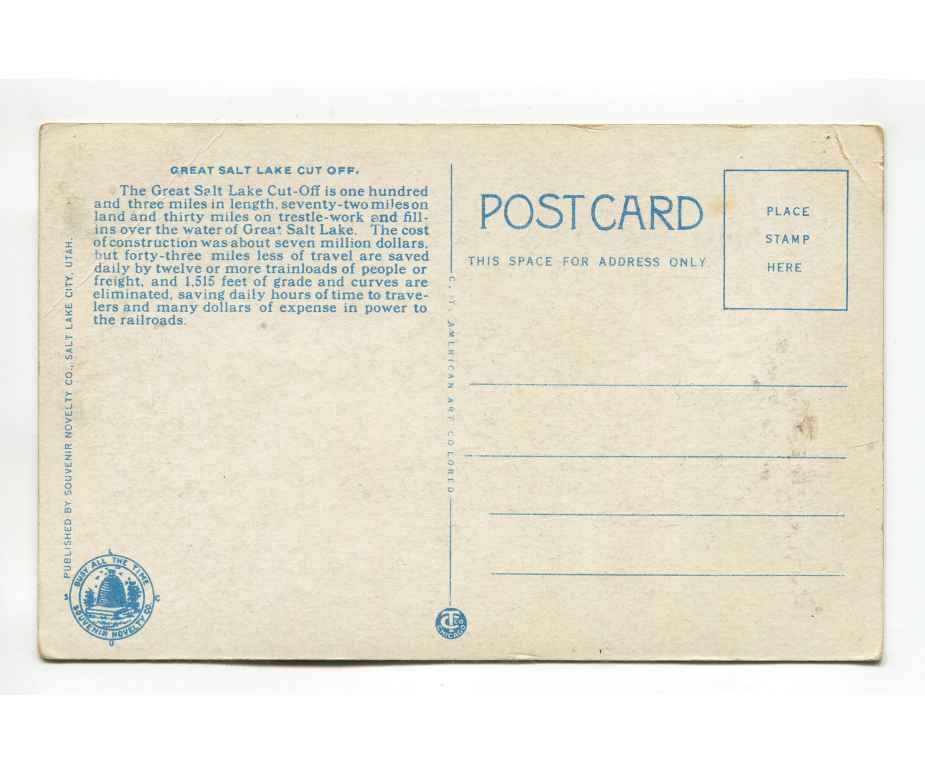 GREAT SALT LAKE CUT OFF.
The Great Salt Lake Cut-Off is one hundred
and three miles in length, seventy-two miles on
land and thirty miles on trestle-work and fill-
ins over the water of Great Salt Lake. The cost
of construction was about seven million dollars,
but forty-three miles less of travel are saved
daily by twelve or more trainloads of people or
freight, and 1,515 feet of grade and curves are
eliminated, saving daily hours of time to trave-
lers and many dollars of expense in power to
the railroads.
PUBLISHED BY SOUVENIR NOVELTY CO., SALT LAKE CITY, UTAH.
BUSY ALL THE TIME
SOUVENIR NOVELTY CO.
C. T. AMERICAN ART COLORED
CT
CO
CHICAGO
POST CARD
THIS SPACE FOR ADDRESS ONLY.
PLACE
STAMP
HERE